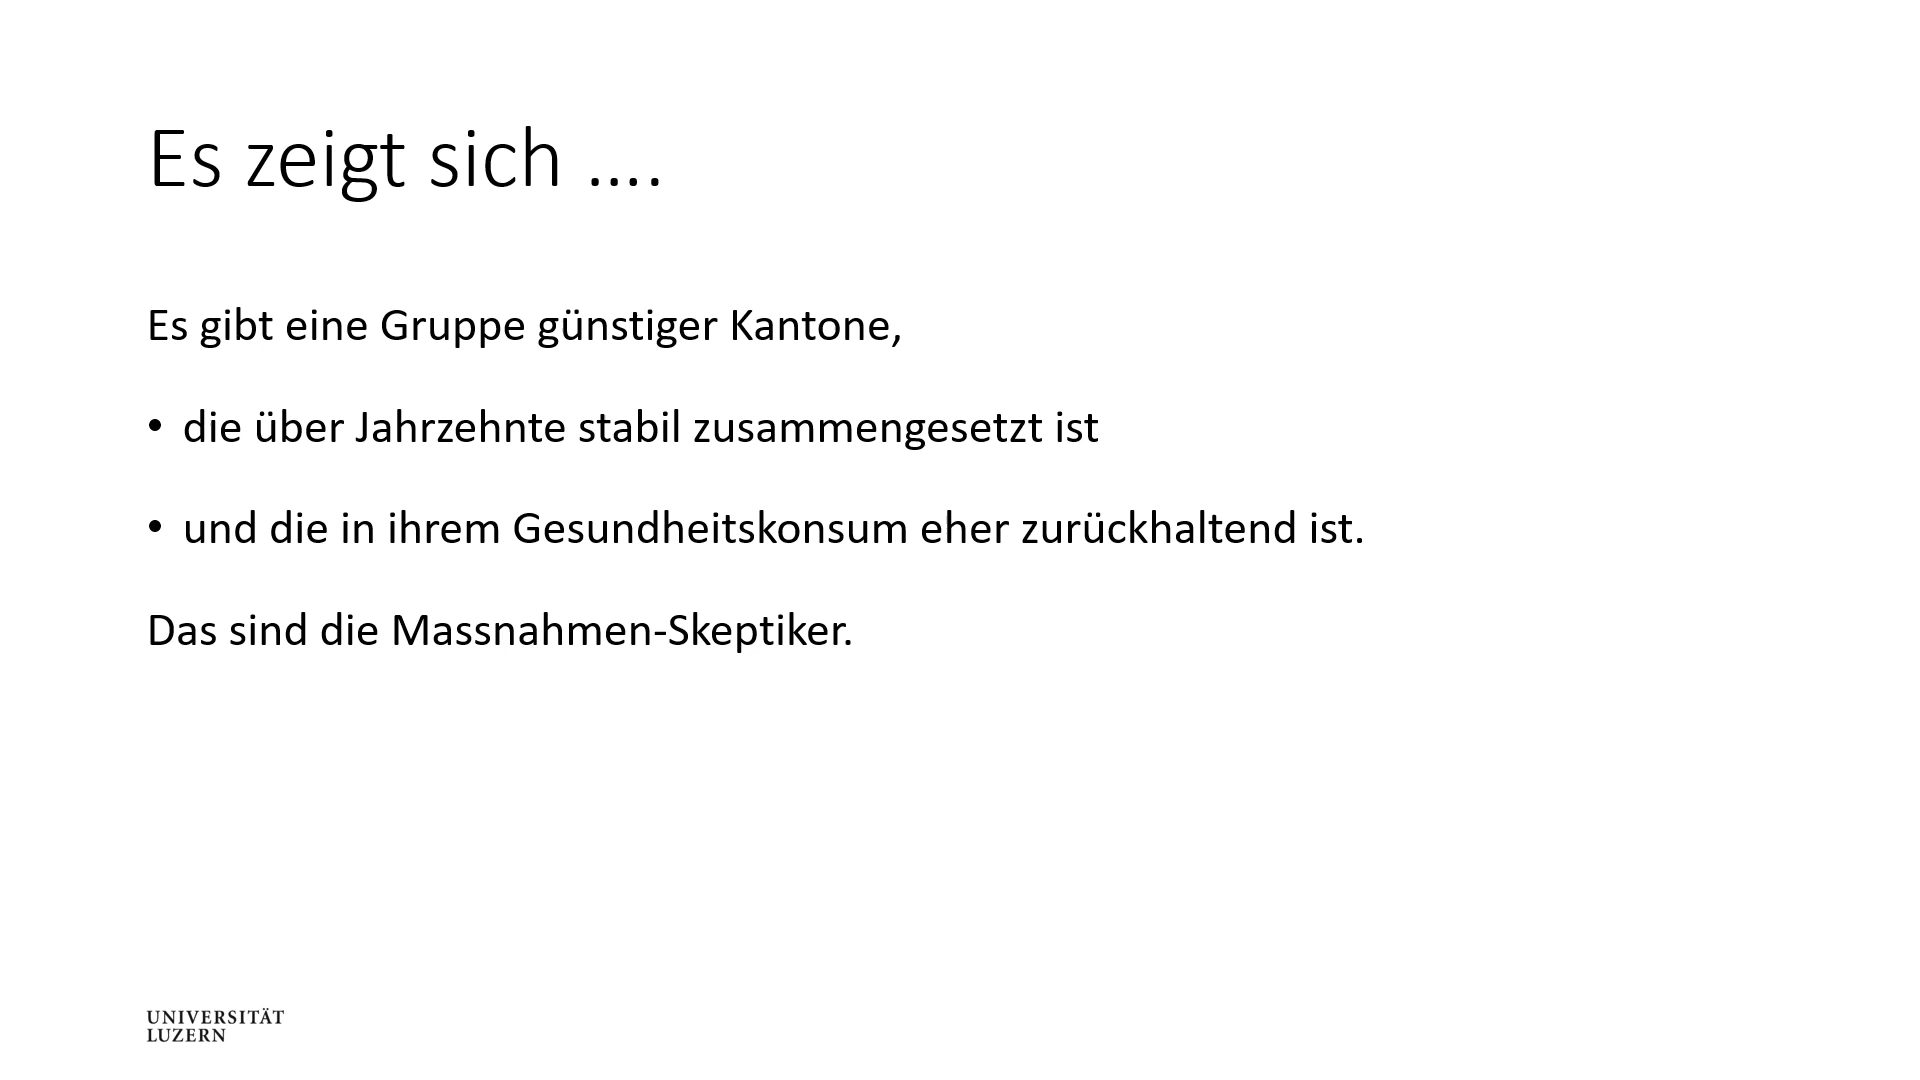 Es zeigt sich ….
Es gibt eine Gruppe günstiger Kantone,
• die über Jahrzehnte stabil zusammengesetzt ist
• und die in ihrem Gesundheitskonsum eher zurückhaltend ist.
Das sind die Massnahmen-Skeptiker.
UNIVERSITÄT
LUZERN